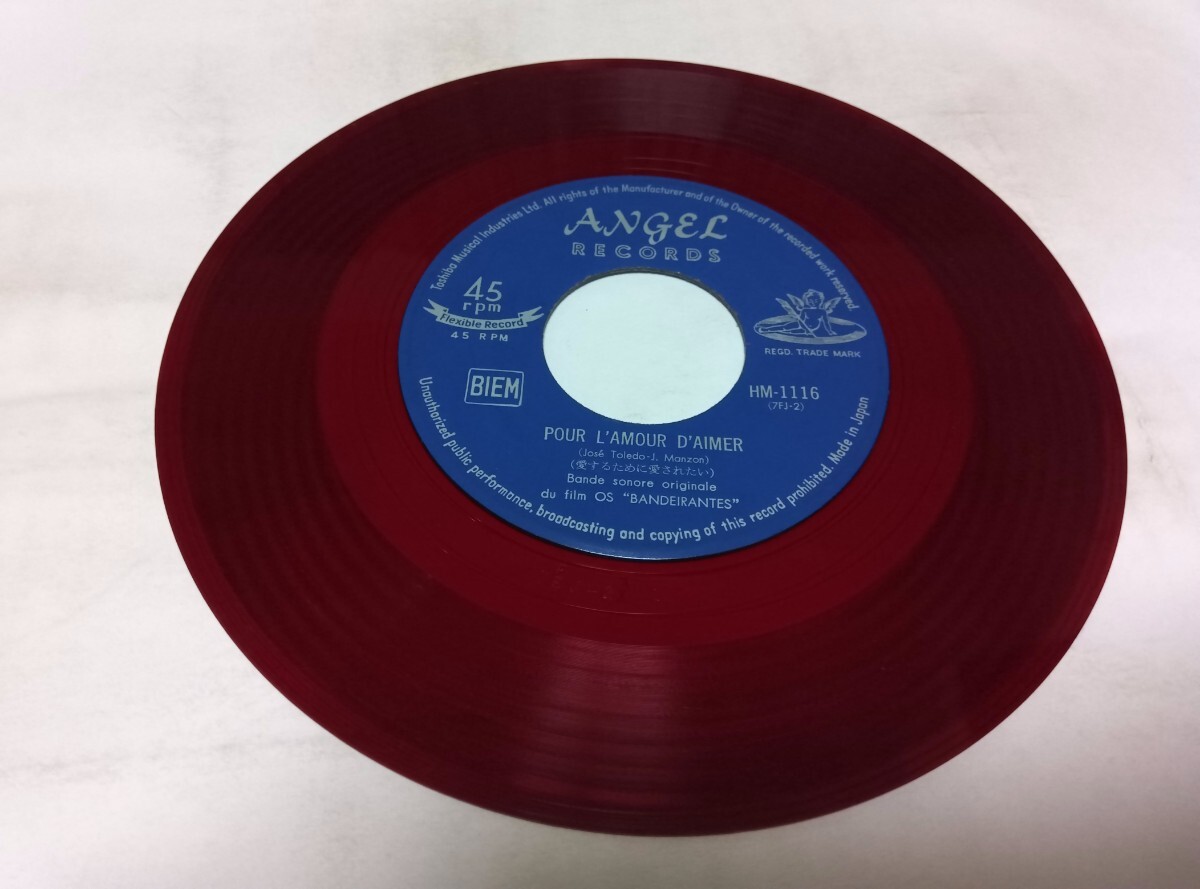 Toshiba Musical Industries Ltd. All rights of the Manufacturer and of the Owner of the recorded work reserved.
ANGEL
RECORDS
45
rpm
Flexible Record
45 RPM
REGD. TRADE MARK
BIEM
HM-1116
(7FJ-2)
POUR L'AMOUR D'AIMER
(José Toledo-J. Manzon)
(愛するために愛されたい)
Bande sonore originale
du film OS "BANDEIRANTES"
Unauthorized public performance, broadcasting and copying of this record prohibited. Made in Japan